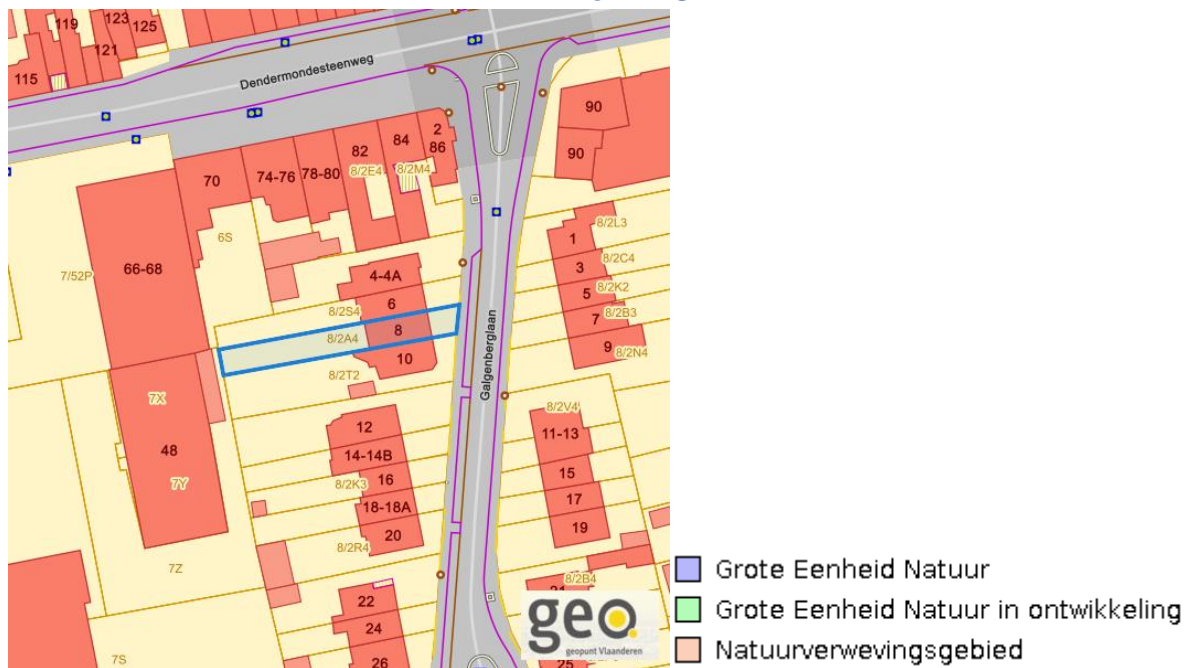 119
123
125
121
115
Dendermondesteenweg
90
90
2
86
84
82
8/2E4
8/2M4
78-80
74-76
70
6S
66-68
7/52P
8/2L3
1
8/2C4
3
5
8/2K2
7
8/2B3
9
8/2N4
4-4A
6
8/2S4
8
8/2A4
10
8/2T2
Galgenberglaan
7X
48
7Y
12
14-14B
16
8/2K3
18-18A
20
8/2R4
8/2V4
11-13
15
17
19
7Z
22
24
26
7S
8/2B4
21
25
geo.
geopunt Vlaanderen
Grote Eenheid Natuur
Grote Eenheid Natuur in ontwikkeling
Natuurverwevingsgebied